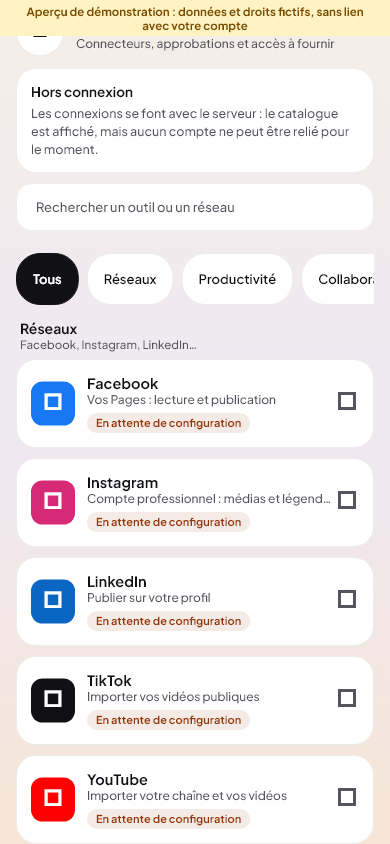 Aperçu de démonstration : données et droits fictifs, sans lien
avec votre compte
Connecteurs, approbations et accès à fournir
Hors connexion
Les connexions se font avec le serveur : le catalogue
est affiché, mais aucun compte ne peut être relié pour
le moment.
Rechercher un outil ou un réseau
Tous
Réseaux
Productivité
Collabora
Réseaux
Facebook, Instagram, LinkedIn...
Facebook
Vos Pages : lecture et publication
En attente de configuration
Instagram
Compte professionnel : médias et légend...
En attente de configuration
LinkedIn
Publier sur votre profil
En attente de configuration
TikTok
Importer vos vidéos publiques
En attente de configuration
YouTube
Importer votre chaîne et vos vidéos
En attente de configuration